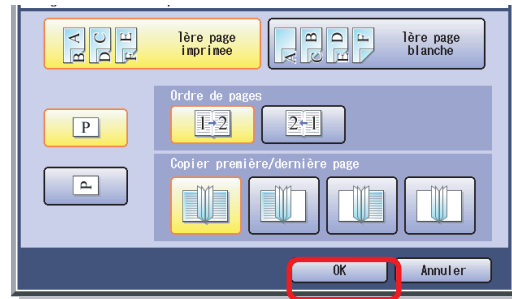 A B
C D
E F
1ère page
imprimee
A
B
C
D
E
F
1ère page
blanche
P
Ordre de pages
1→2
2←1
P
Copier première/dernière page
OK
Annuler